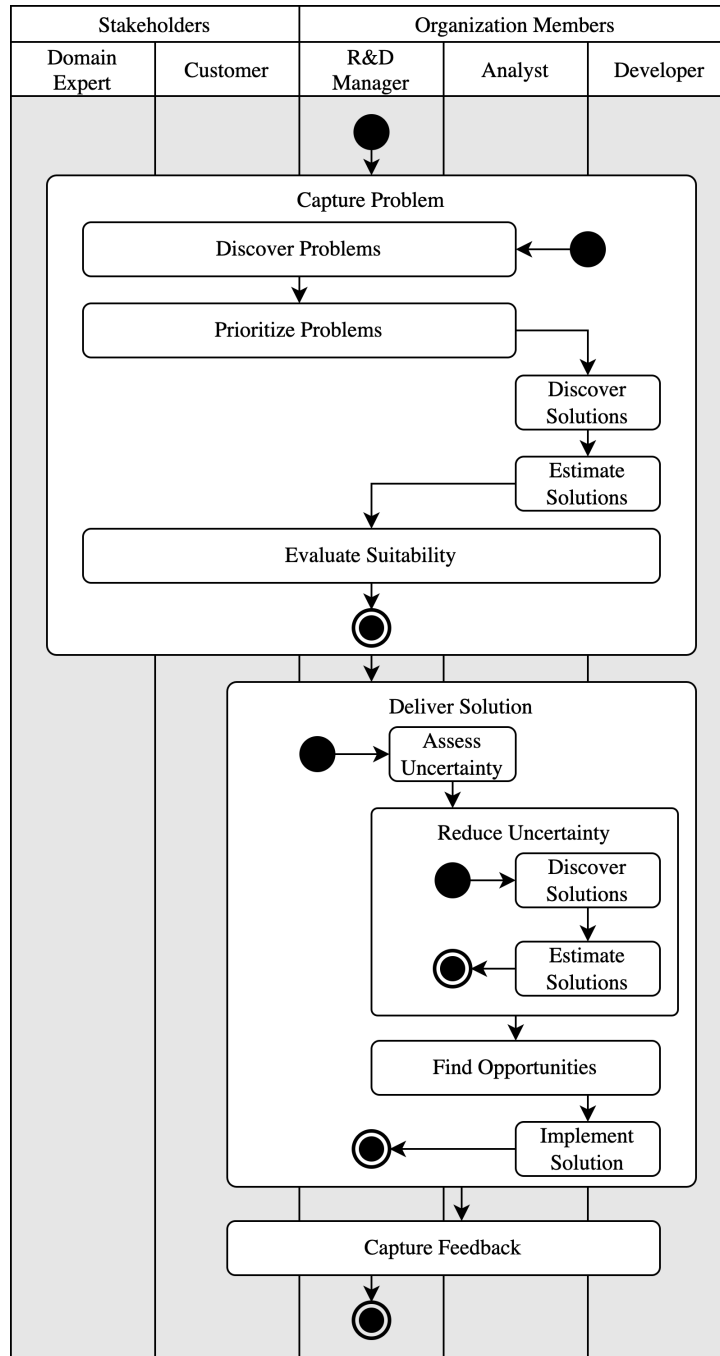 Stakeholders
Organization Members
Domain
Expert
Customer
R&D
Manager
Analyst
Developer
Capture Problem
Discover Problems
Prioritize Problems
Discover
Solutions
Estimate
Solutions
Evaluate Suitability
Deliver Solution
Assess
Uncertainty
Reduce Uncertainty
Discover
Solutions
Estimate
Solutions
Find Opportunities
Implement
Solution
Capture Feedback